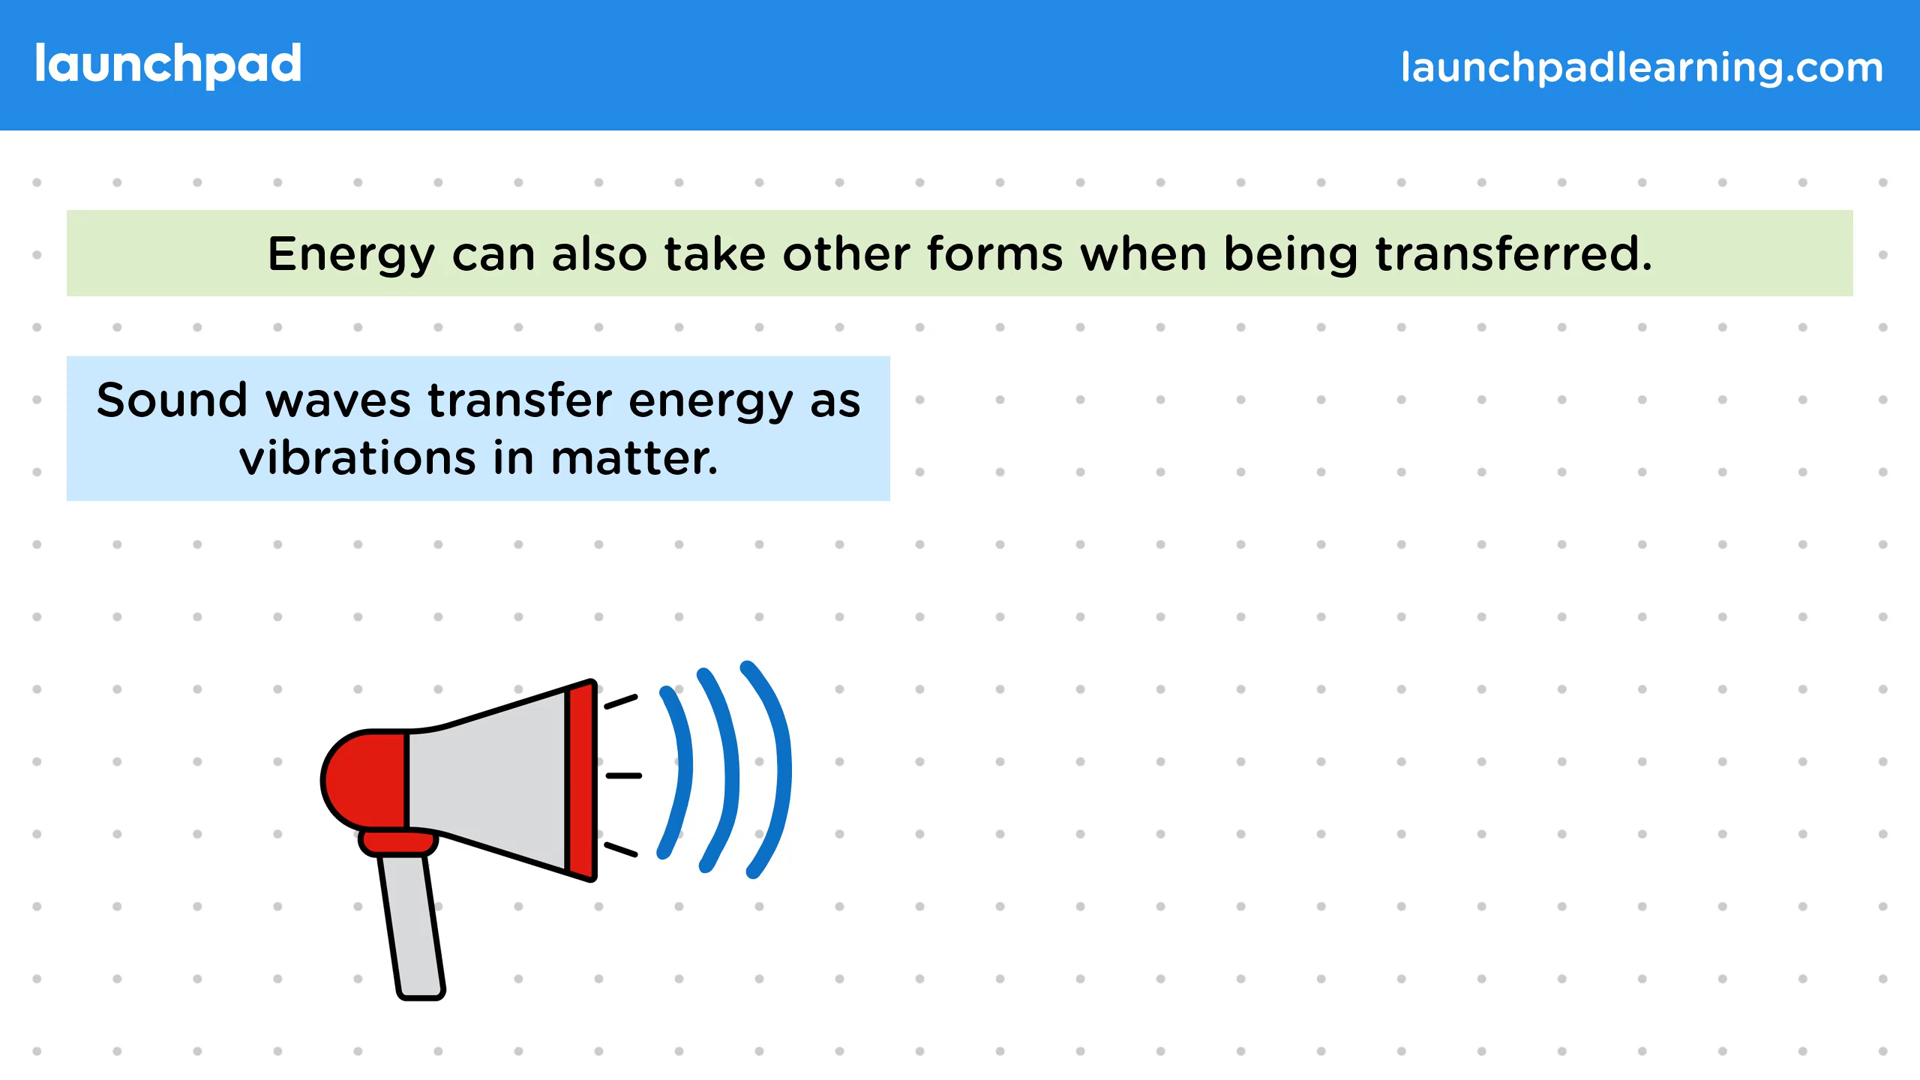 launchpad
launchpadlearning.com
Energy can also take other forms when being transferred.
Sound waves transfer energy as
vibrations in matter.